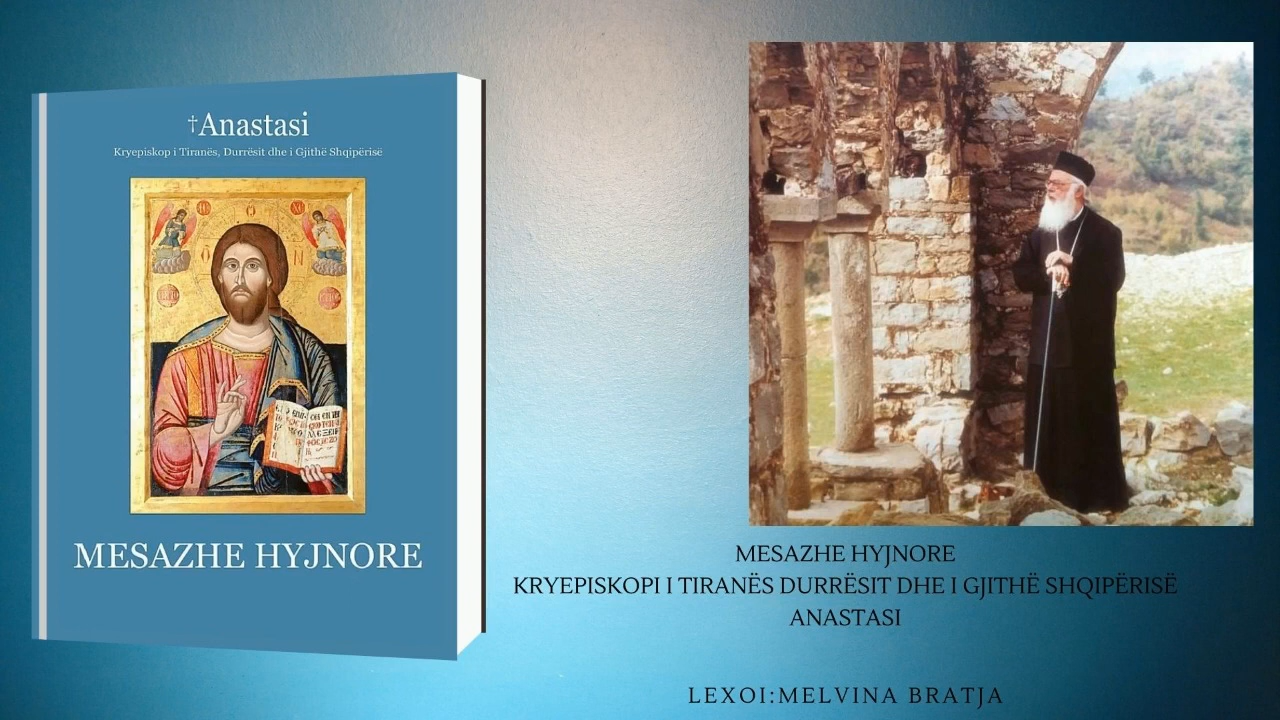 †Anastasi
Kryepiskop i Tiranës, Durrësit dhe i Gjithë Shqipërisë
MESAZHE HYJNORE
MESAZHE HYJNORE
KRYEPISKOPI I TIRANËS DURRËSIT DHE I GJITHË SHQIPËRISË
ANASTASI
LEXOI:MELVINA BRATJA